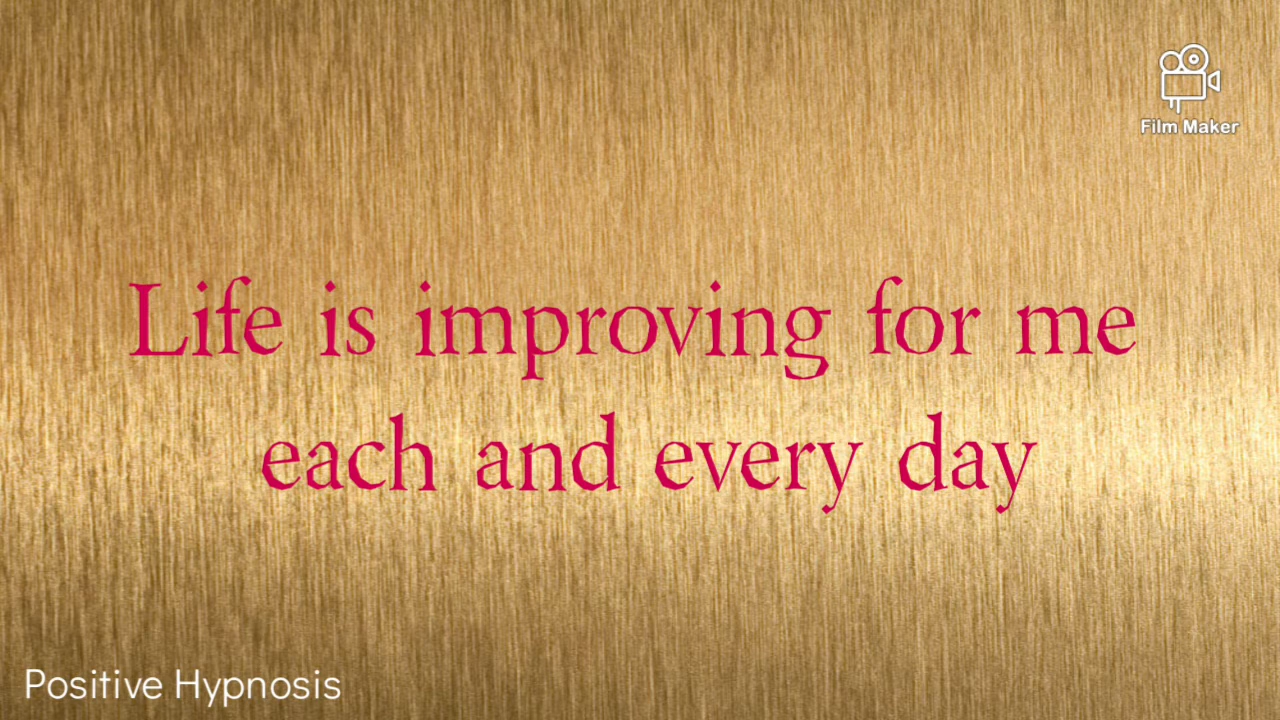 Film Maker
Life is improving for me
each and every day
Positive Hypnosis